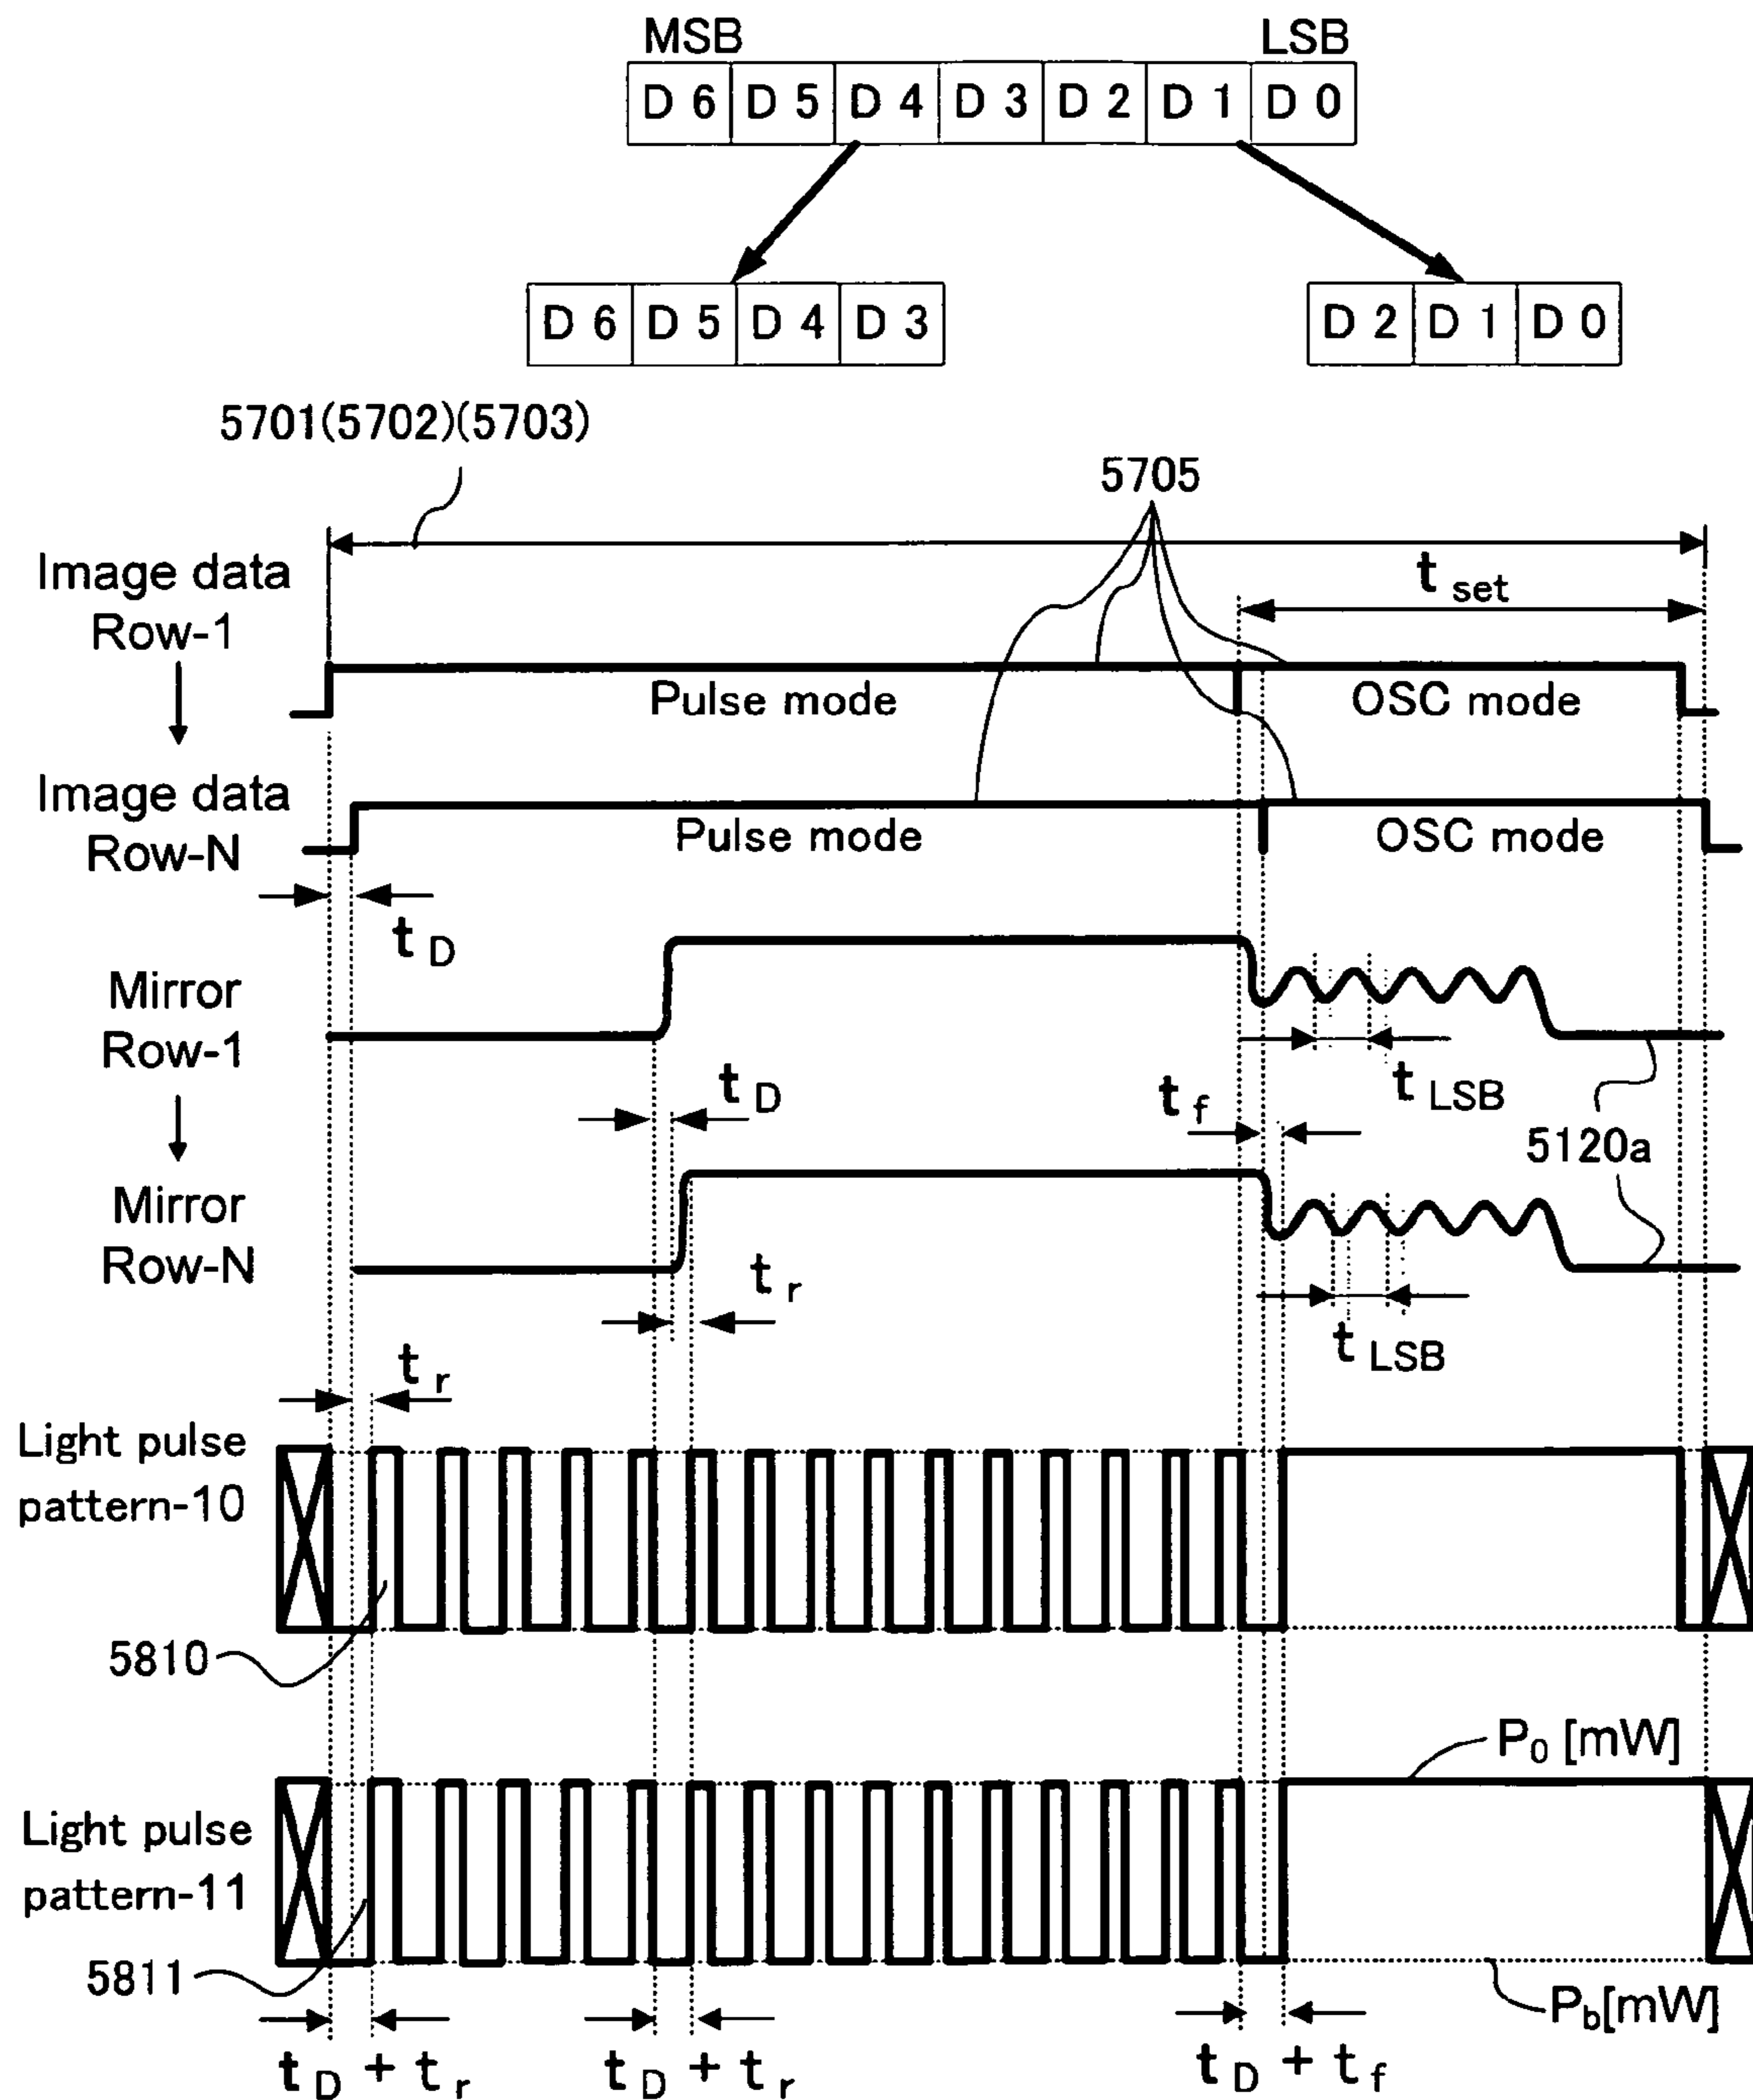 MSB LSB
D 6 D 5 D 4 D 3 D 2 D 1 D 0
D 6 D 5 D 4 D 3 D 2 D 1 D 0
5701(5702)(5703)
5705
Image data
Row-1
t set
Pulse mode OSC mode
Image data
Row-N
Pulse mode OSC mode
t D
Mirror
Row-1
t D
t f
t LSB
5120a
Mirror
Row-N
t r
t LSB
t r
Light pulse
pattern-10
5810
P0 [mW]
Light pulse
pattern-11
5811
Pb[mW]
t D + t r t D + t r t D + t f